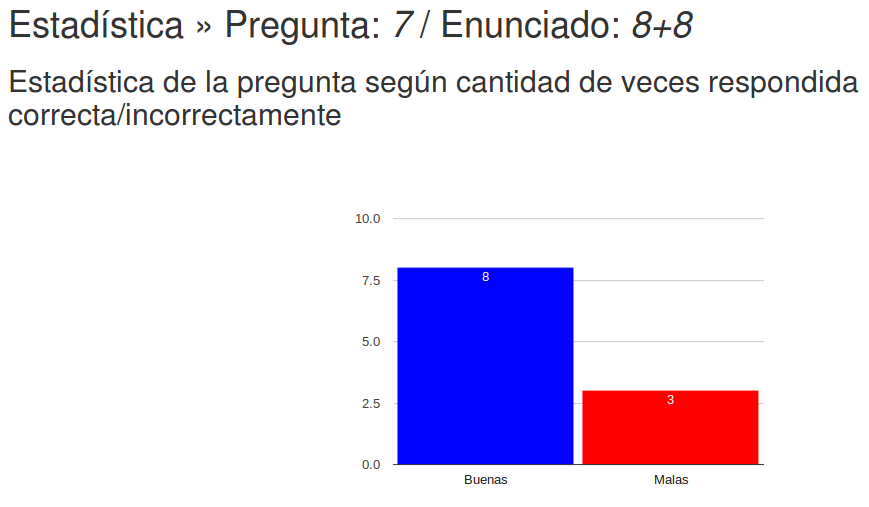 Estadística » Pregunta: 7 / Enunciado: 8+8
Estadística de la pregunta según cantidad de veces respondida
correcta/incorrectamente
10.0
7.5
5.0
2.5
0.0
8
3
Buenas
Malas